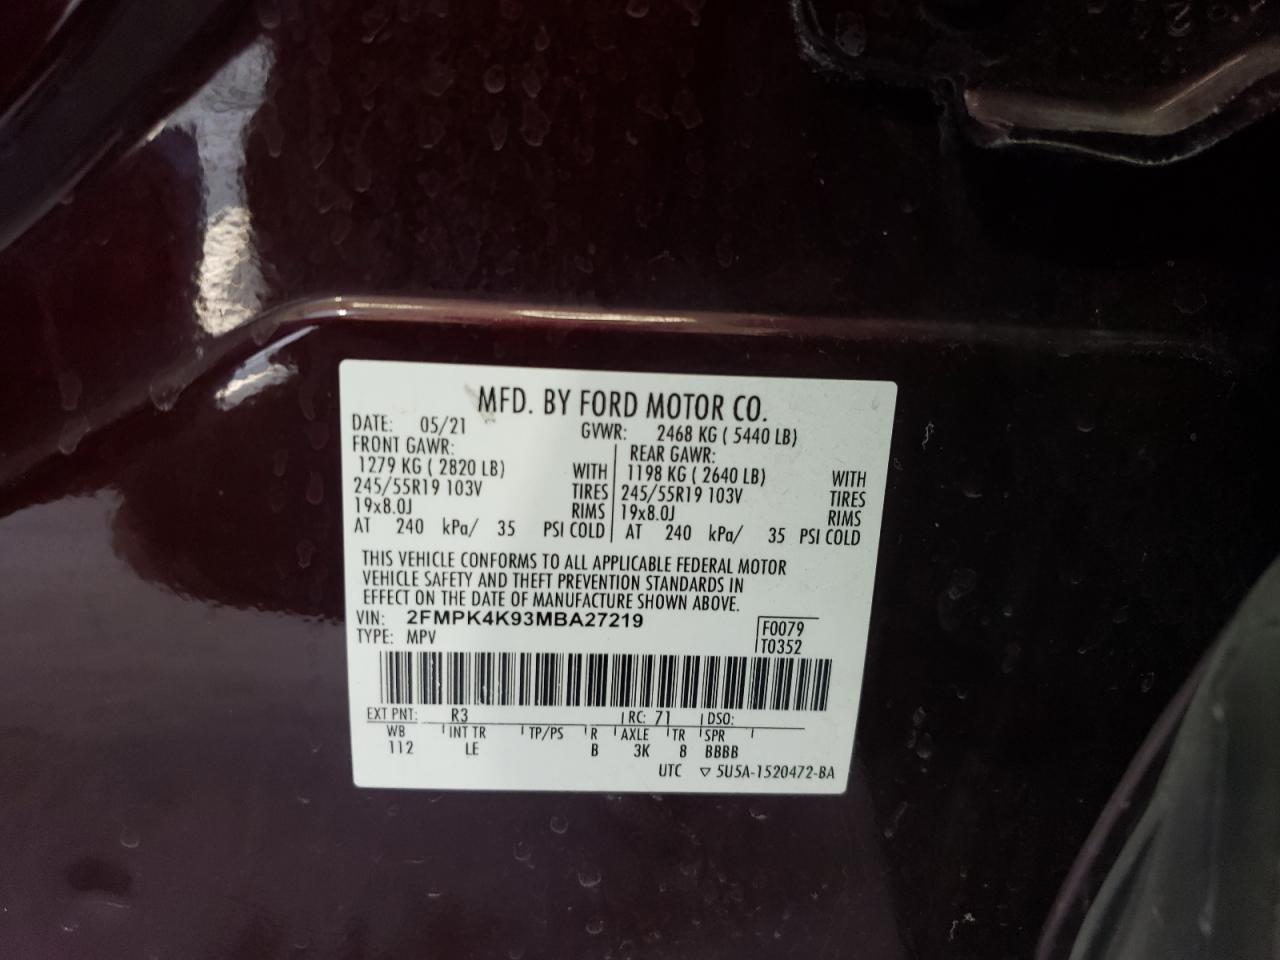 MFD. BY FORD MOTOR CO.
DATE: 05/21 GVWR: 2468 KG ( 5440 LB)
FRONT GAWR: REAR GAWR:
1279 KG ( 2820 LB) WITH 1198 KG ( 2640 LB) WITH
245/55R19 103V TIRES 245/55R19 103V TIRES
19x8.0J RIMS 19x8.0J RIMS
AT 240 kPa/ 35 PSI COLD AT 240 kPa/ 35 PSI COLD
THIS VEHICLE CONFORMS TO ALL APPLICABLE FEDERAL MOTOR
VEHICLE SAFETY AND THEFT PREVENTION STANDARDS IN
EFFECT ON THE DATE OF MANUFACTURE SHOWN ABOVE.
VIN: 2FMPK4K93MBA27219 F0079
TYPE: MPV T0352
EXT PNT: R3 RC: 71 DSO:
WB INT TR TP/PS R AXLE TR SPR
112 LE B 3K 8 BBBB
UTC ▽ 5U5A-1520472-BA